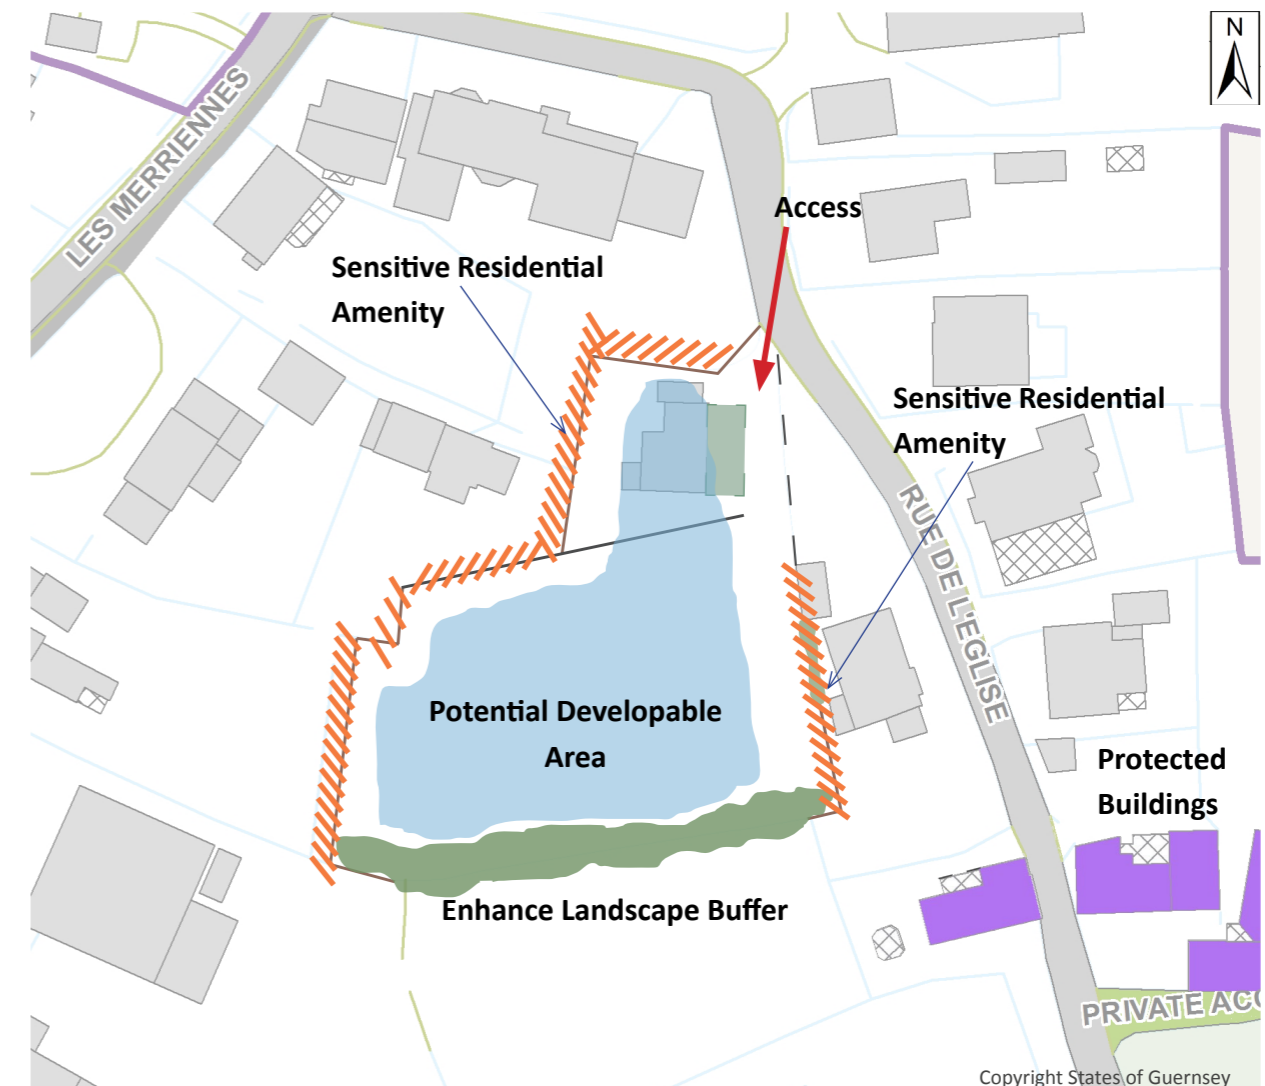 N
LES MERRIENNES
Access
Sensitive Residential
Amenity
Sensitive Residential
Amenity
RUE DE L'EGLISE
Potential Developable
Area
Protected
Buildings
Enhance Landscape Buffer
PRIVATE
Copyright States of Guernsey